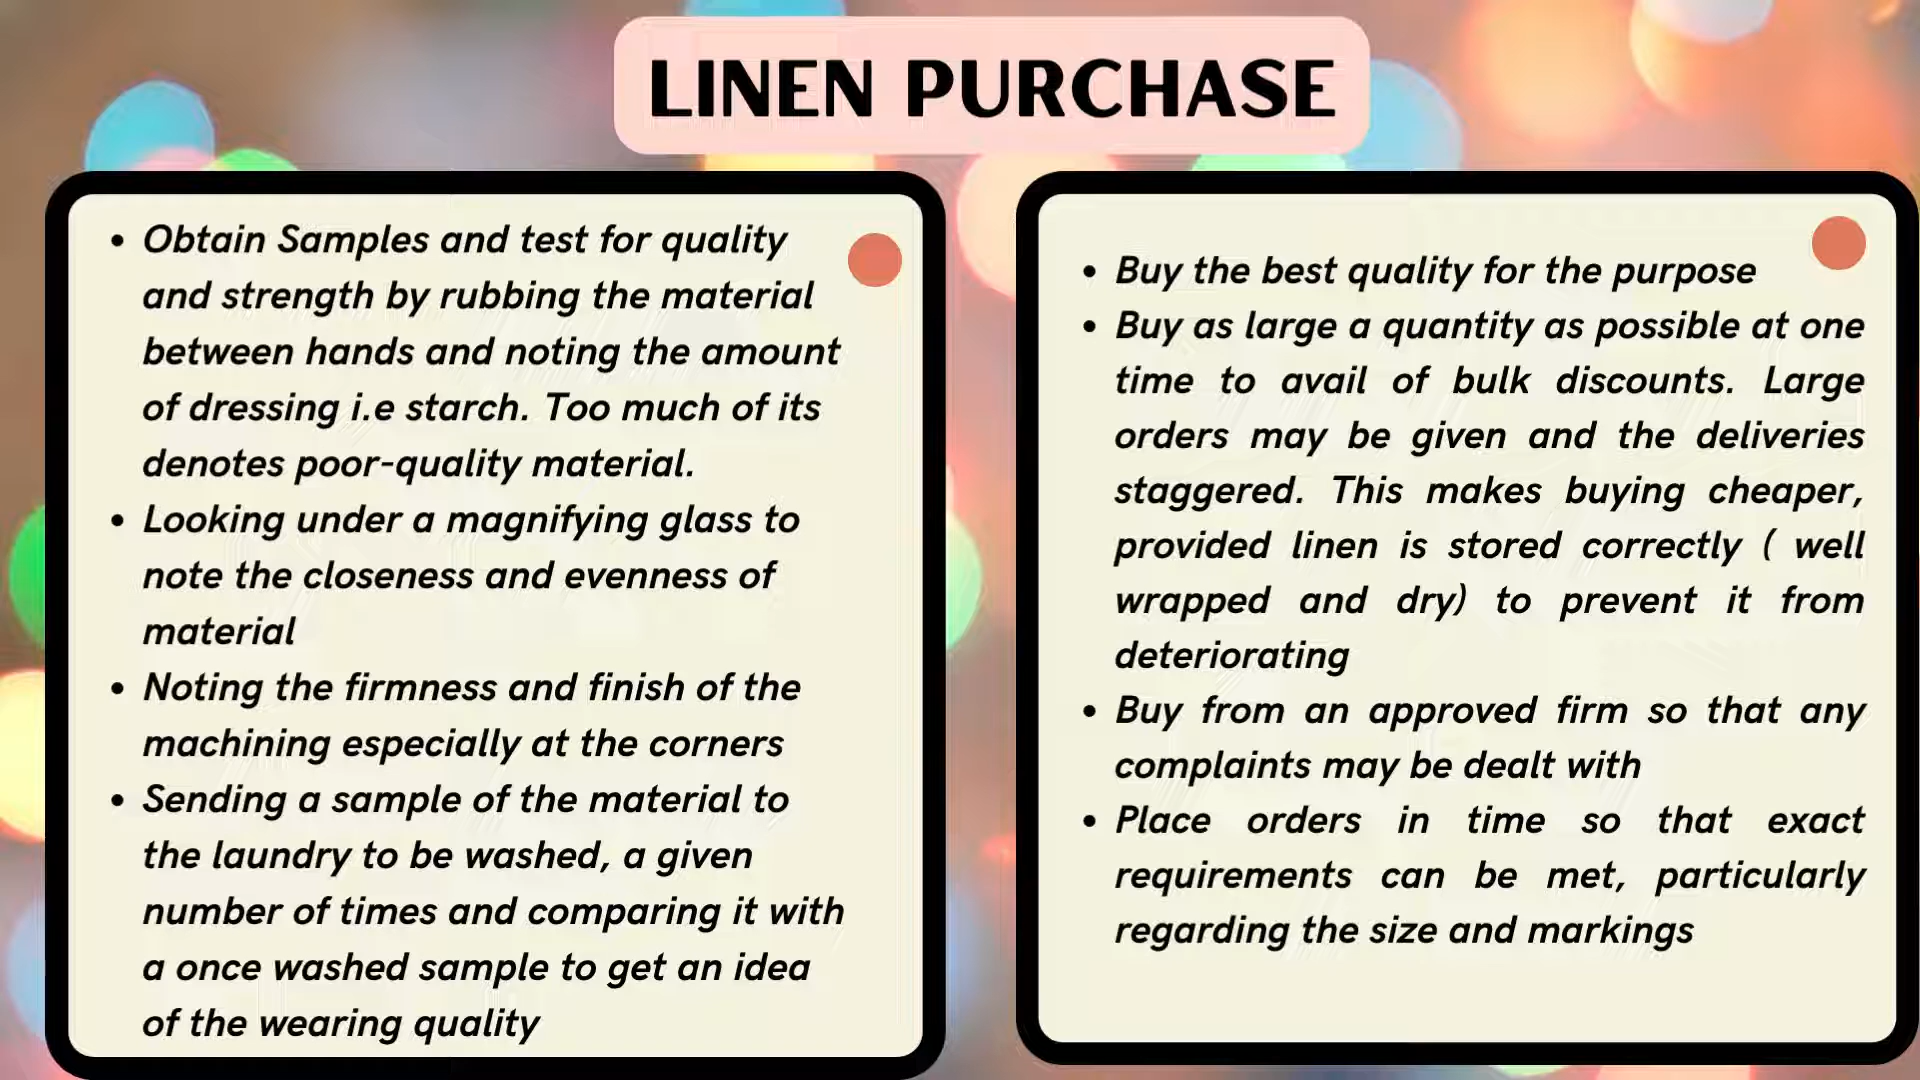 LINEN PURCHASE
• Obtain Samples and test for quality
and strength by rubbing the material
between hands and noting the amount
of dressing i.e starch. Too much of its
denotes poor-quality material.
• Looking under a magnifying glass to
note the closeness and evenness of
material
• Noting the firmness and finish of the
machining especially at the corners
• Sending a sample of the material to
the laundry to be washed, a given
number of times and comparing it with
a once washed sample to get an idea
of the wearing quality
• Buy the best quality for the purpose
• Buy as large a quantity as possible at one
time to avail of bulk discounts. Large
orders may be given and the deliveries
staggered. This makes buying cheaper,
provided linen is stored correctly ( well
wrapped and dry) to prevent it from
deteriorating
• Buy from an approved firm so that any
complaints may be dealt with
• Place orders in time so that exact
requirements can be met, particularly
regarding the size and markings